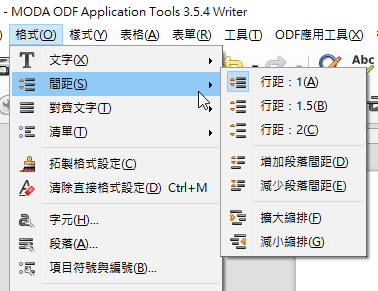 - MODA ODF Application Tools 3.5.4 Writer
格式(O) 樣式(Y) 表格(A) 表單(R) 工具(T) ODF應用工具(X)
文字(X)
間距(S)
對齊文字(T)
清單(T)
拓製格式設定(C)
清除直接格式設定(D) Ctrl+M
字元(H)...
段落(A)...
項目符號與編號(B)...
行距：1(A)
行距：1.5(B)
行距：2(C)
增加段落間距(D)
減少段落間距(E)
擴大縮排(F)
減小縮排(G)
Abc